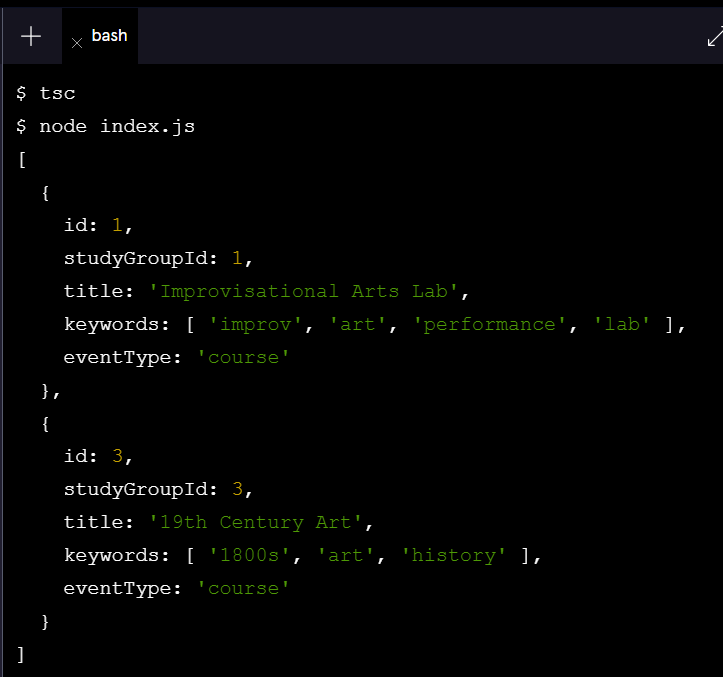 bash
$ tsc
$ node index.js
[
  {
    id: 1,
    studyGroupId: 1,
    title: 'Improvisational Arts Lab',
    keywords: [ 'improv', 'art', 'performance', 'lab' ],
    eventType: 'course'
  },
  {
    id: 3,
    studyGroupId: 3,
    title: '19th Century Art',
    keywords: [ '1800s', 'art', 'history' ],
    eventType: 'course'
  }
]